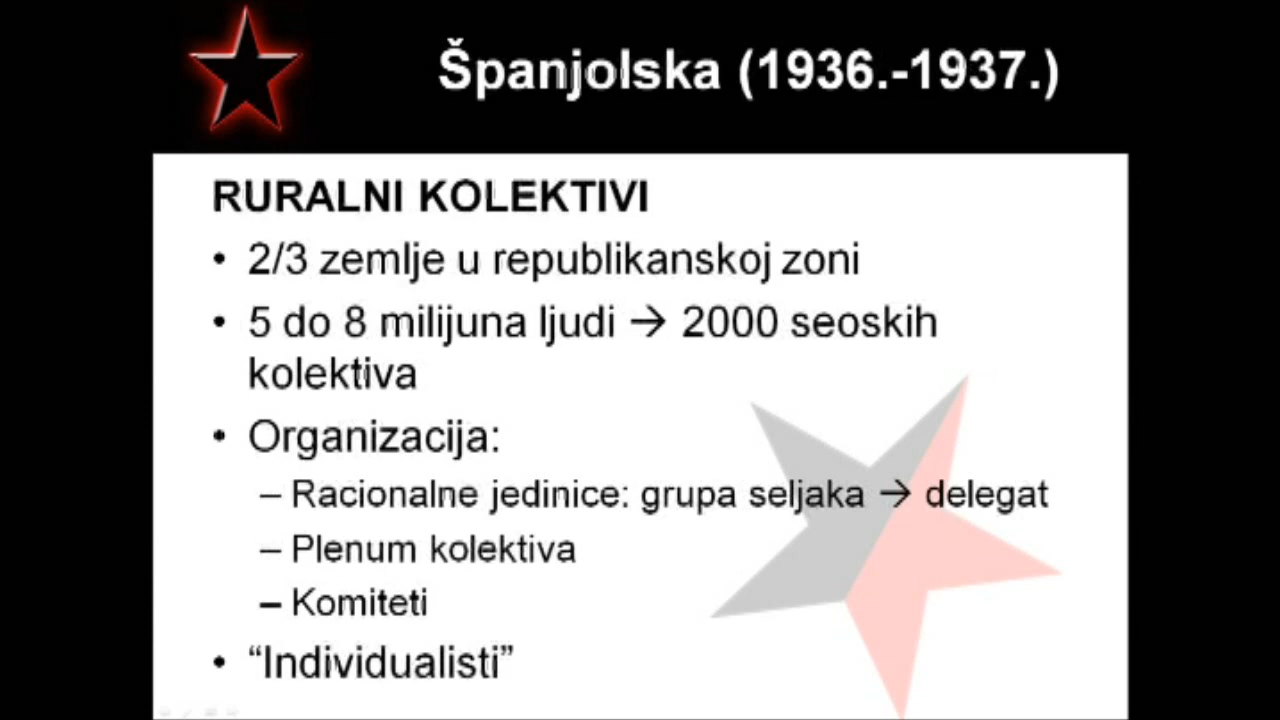 Španjolska (1936.-1937.)
RURALNI KOLEKTIVI
• 2/3 zemlje u republikanskoj zoni
• 5 do 8 milijuna ljudi → 2000 seoskih
kolektiva
• Organizacija:
– Racionalne jedinice: grupa seljaka → delegat
– Plenum kolektiva
– Komiteti
• “Individualisti”